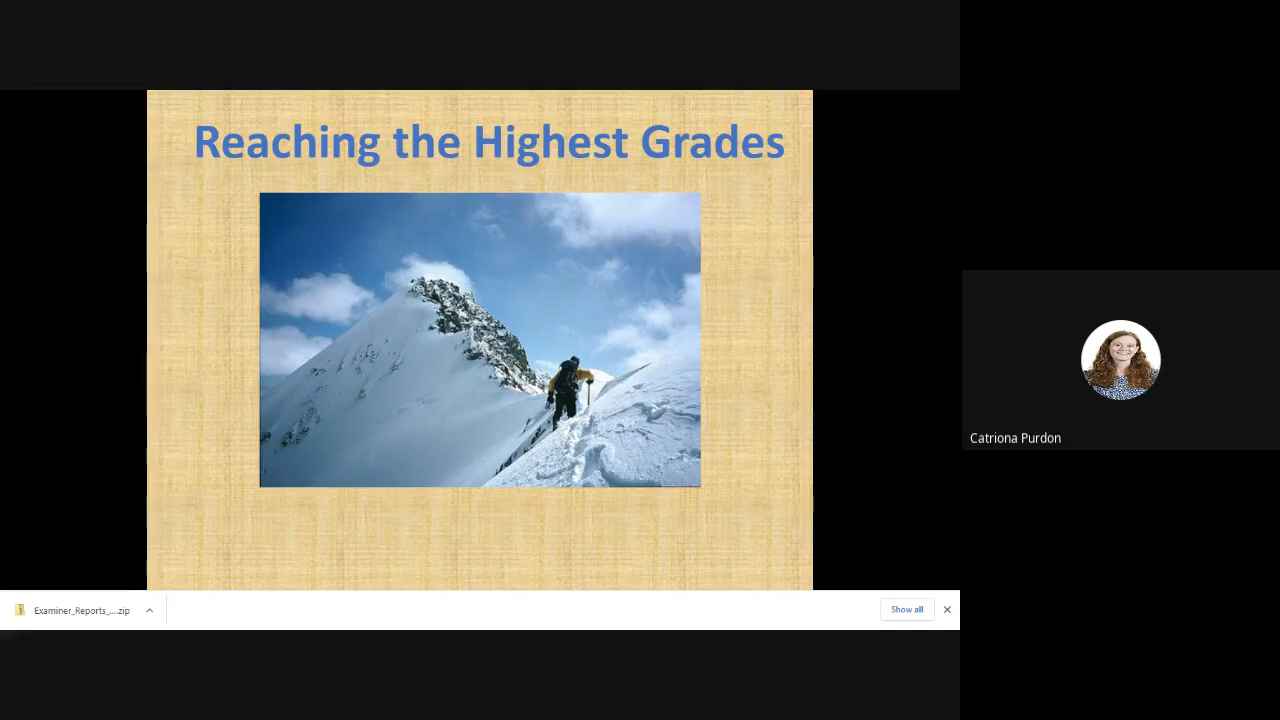 Reaching the Highest Grades
Catriona Purdon
Examiner_Reports_....zip
Show all